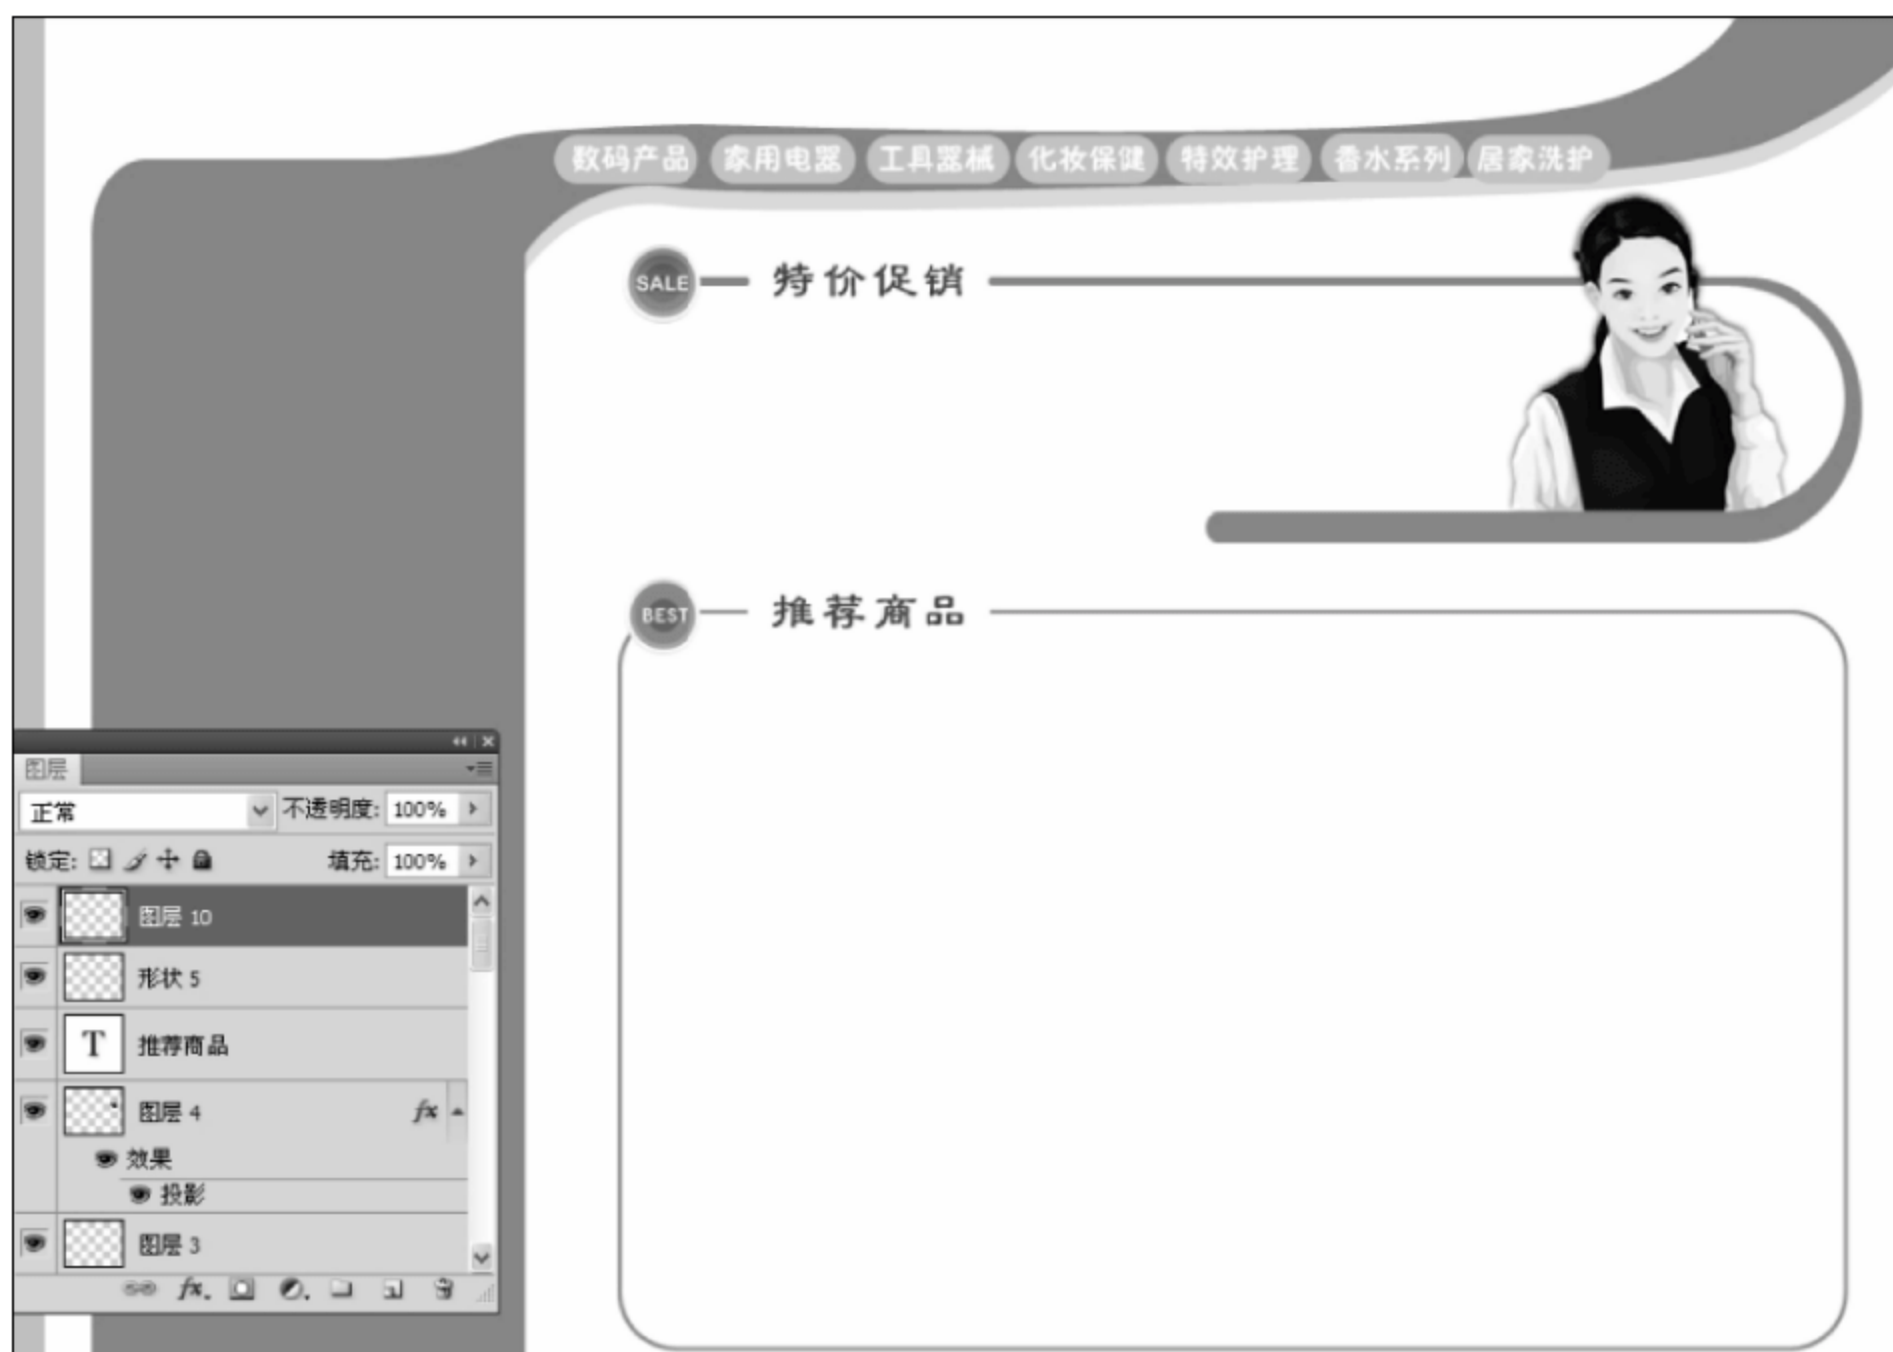 数码产品 家用电器 工具器械 化妆保健 特效护理 香水系列 居家洗护
SALE 特价促销
BEST 推荐商品
图层
正常 不透明度: 100%
锁定: 填充: 100%
图层 10
形状 5
T 推荐商品
图层 4 fx
效果
投影
图层 3
fx